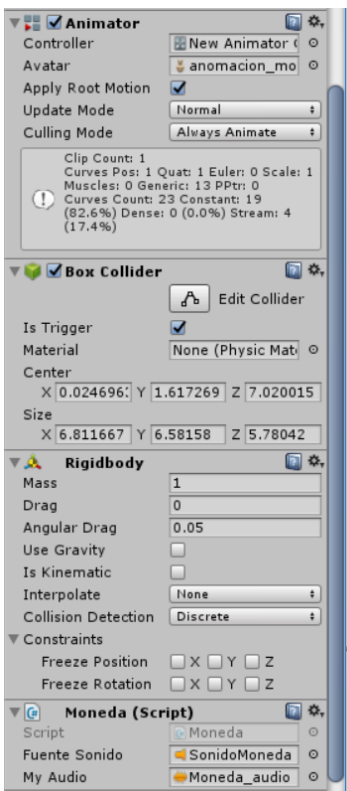 Animator
Controller New Animator (
Avatar anomacion_mo
Apply Root Motion
Update Mode Normal
Culling Mode Always Animate
Clip Count: 1
Curves Pos: 1 Quat: 1 Euler: 0 Scale: 1
Muscles: 0 Generic: 13 PPtr: 0
Curves Count: 23 Constant: 19
(82.6%) Dense: 0 (0.0%) Stream: 4
(17.4%)
Box Collider
Edit Collider
Is Trigger
Material None (Physic Mat
Center
X 0.024696 Y 1.617269 Z 7.020015
Size
X 6.811667 Y 6.58158 Z 5.78042
Rigidbody
Mass 1
Drag 0
Angular Drag 0.05
Use Gravity
Is Kinematic
Interpolate None
Collision Detection Discrete
Constraints
Freeze Position X Y Z
Freeze Rotation X Y Z
Moneda (Script)
Script Moneda
Fuente Sonido SonidoMoneda
My Audio Moneda_audio